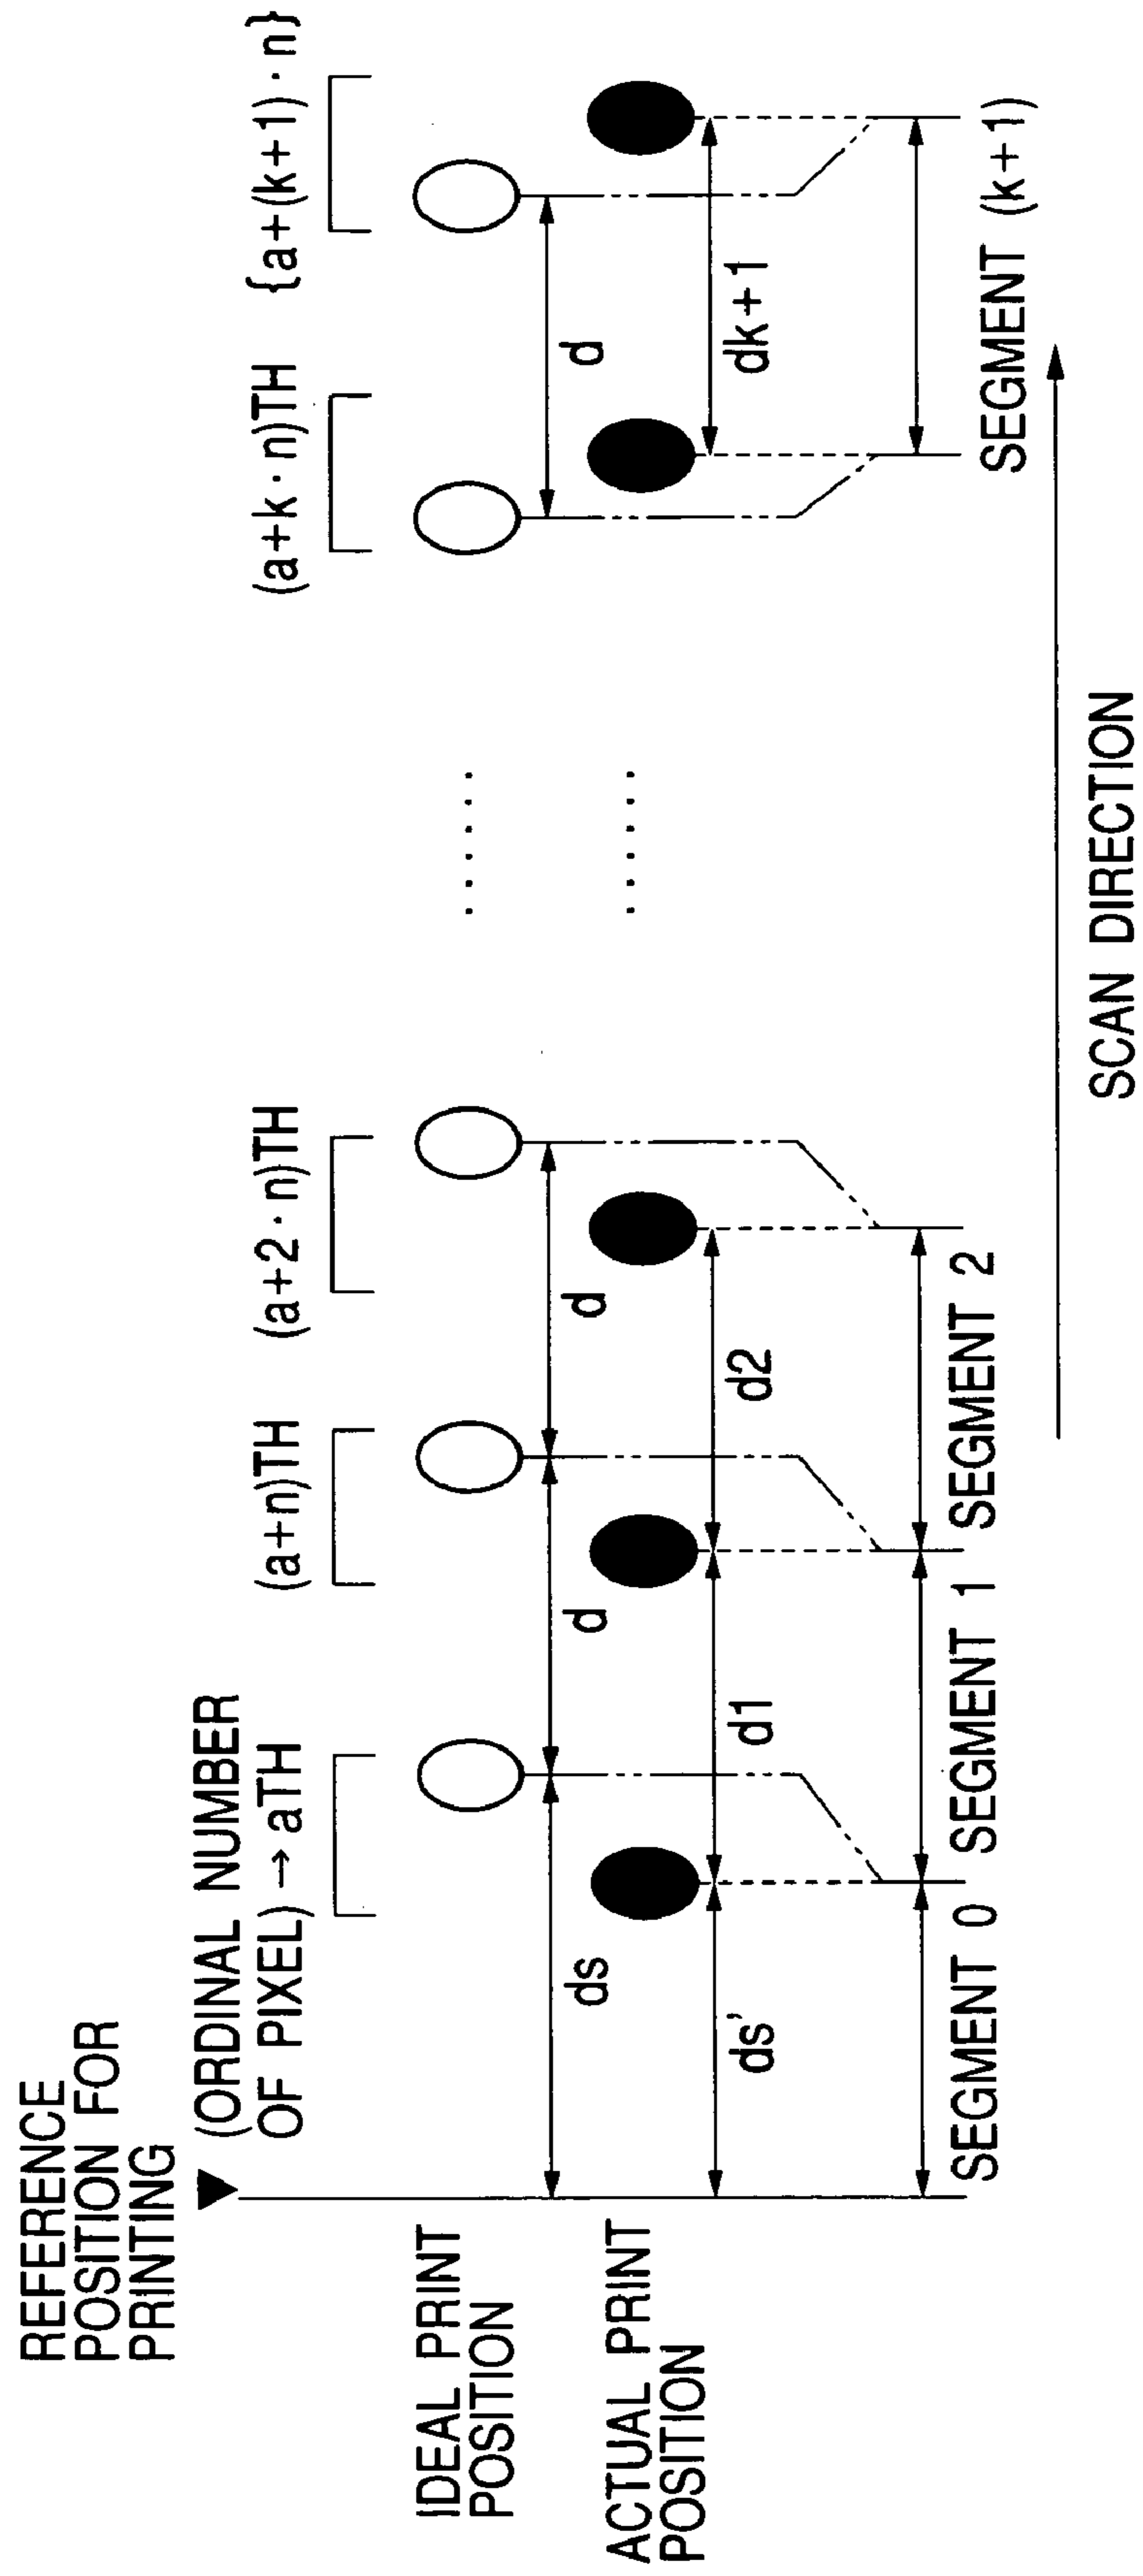 REFERENCE
POSITION FOR
PRINTING
(ORDINAL NUMBER
OF PIXEL) → aTH
(a+n)TH
(a+2·n)TH
(a+k·n)TH
{a+(k+1)·n}
IDEAL PRINT
POSITION
ds
d
d
d
ACTUAL PRINT
POSITION
ds'
d1
d2
dk+1
SEGMENT 0
SEGMENT 1
SEGMENT 2
SEGMENT (k+1)
SCAN DIRECTION